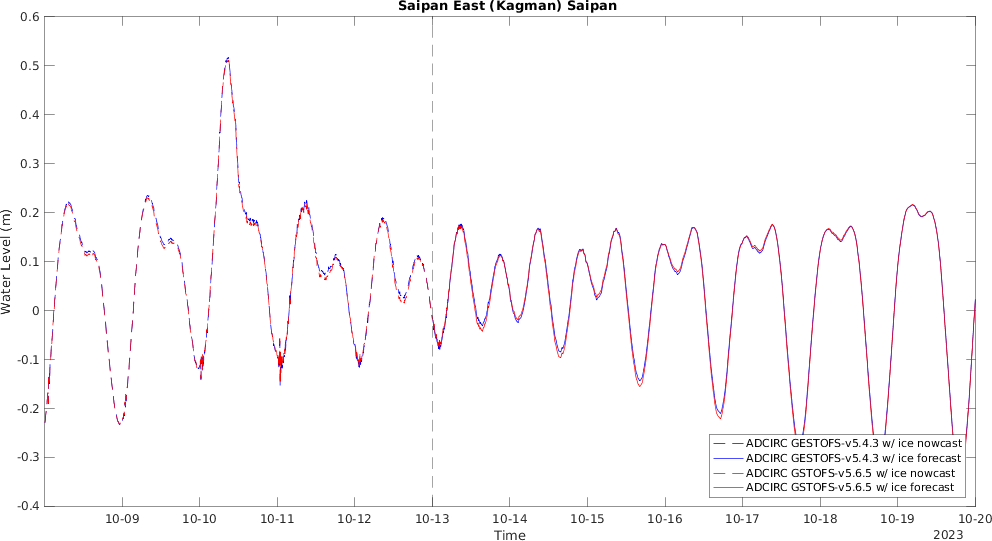 Saipan East (Kagman) Saipan
0.6
0.5
0.4
0.3
0.2
0.1
0
-0.1
-0.2
-0.3
-0.4
Water Level (m)
ADCIRC GESTOFS-v5.4.3 w/ ice nowcast
ADCIRC GESTOFS-v5.4.3 w/ ice forecast
ADCIRC GSTOFS-v5.6.5 w/ ice nowcast
ADCIRC GSTOFS-v5.6.5 w/ ice forecast
10-09 10-10 10-11 10-12 10-13 10-14 10-15 10-16 10-17 10-18 10-19 10-20
Time
2023